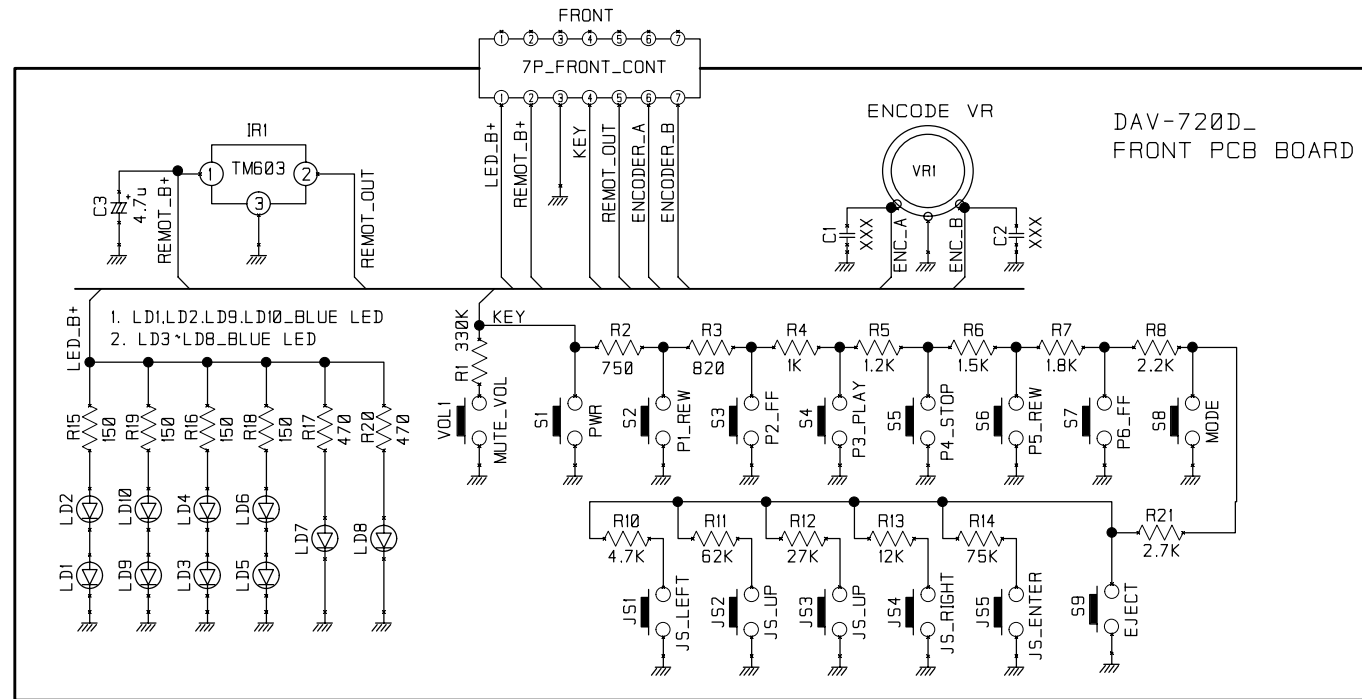 FRONT
1 2 3 4 5 6 7
7P_FRONT_CONT
1 2 3 4 5 6 7
LED_B+
REMOT_B+
KEY
REMOT_OUT
ENCODER_A
ENCODER_B
DAV-720D_
FRONT PCB BOARD
IR1
TM603
1
2
3
C3
4.7u
+
REMOT_B+
REMOT_OUT
ENCODE VR
VR1
C1
XXX
ENC_A
ENC_B
C2
XXX
LED_B+
1. LD1,LD2.LD9.LD10_BLUE LED
2. LD3~LD8_BLUE LED
R15
150
R19
150
R16
150
R18
150
R17
470
R20
470
LD2
LD10
LD4
LD6
LD7
LD8
LD1
LD9
LD3
LD5
KEY
R1
330K
R2
750
R3
820
R4
1K
R5
1.2K
R6
1.5K
R7
1.8K
R8
2.2K
VOL1
MUTE_VOL
S1
PWR
S2
P1_REW
S3
P2_FF
S4
P3_PLAY
S5
P4_STOP
S6
P5_REW
S7
P6_FF
S8
MODE
R10
4.7K
R11
62K
R12
27K
R13
12K
R14
75K
R21
2.7K
JS1
JS_LEFT
JS2
JS_UP
JS3
JS_UP
JS4
JS_RIGHT
JS5
JS_ENTER
S9
EJECT